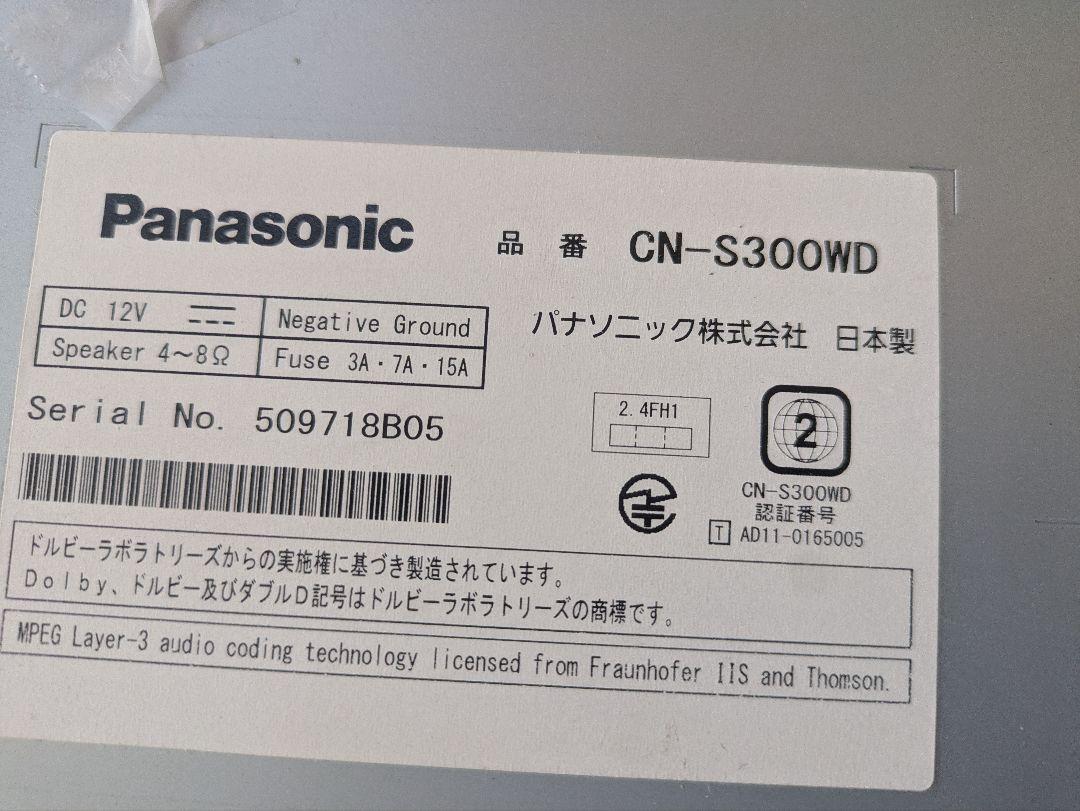 Panasonic
品 番 CN-S300WD
DC 12V
Negative Ground
Speaker 4~8Ω
Fuse 3A・7A・15A
パナソニック株式会社 日本製
Serial No. 509718B05
2.4FH1
2
CN-S300WD
認証番号
T AD11-0165005
ドルビーラボラトリーズからの実施権に基づき製造されています。
Dolby、ドルビー及びダブルD記号はドルビーラボラトリーズの商標です。
MPEG Layer-3 audio coding technology licensed from Fraunhofer IIS and Thomson.